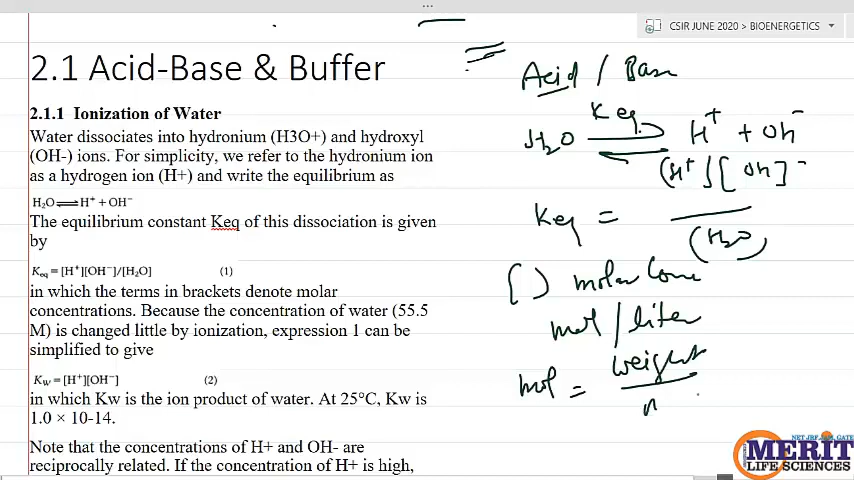 CSIR JUNE 2020 > BIOENERGETICS
2.1 Acid-Base & Buffer
2.1.1 Ionization of Water
Water dissociates into hydronium (H3O+) and hydroxyl
(OH-) ions. For simplicity, we refer to the hydronium ion
as a hydrogen ion (H+) and write the equilibrium as
H₂O ⇌ H⁺ + OH⁻
The equilibrium constant Keq of this dissociation is given
by
Keq = [H⁺][OH⁻]/[H₂O] (1)
in which the terms in brackets denote molar
concentrations. Because the concentration of water (55.5
M) is changed little by ionization, expression 1 can be
simplified to give
Kw = [H⁺][OH⁻] (2)
in which Kw is the ion product of water. At 25°C, Kw is
1.0 × 10-14.
Note that the concentrations of H+ and OH- are
reciprocally related. If the concentration of H+ is high,
Acid / Base
Keq
H₂O ⇌ H⁺ + OH⁻
(H⁺)[OH]⁻
Keq =
(H₂O)
[ ) molar Conc
mol / liter
mol = weight
m
NET JRF, SET, GATE
MERIT
LIFE SCIENCES